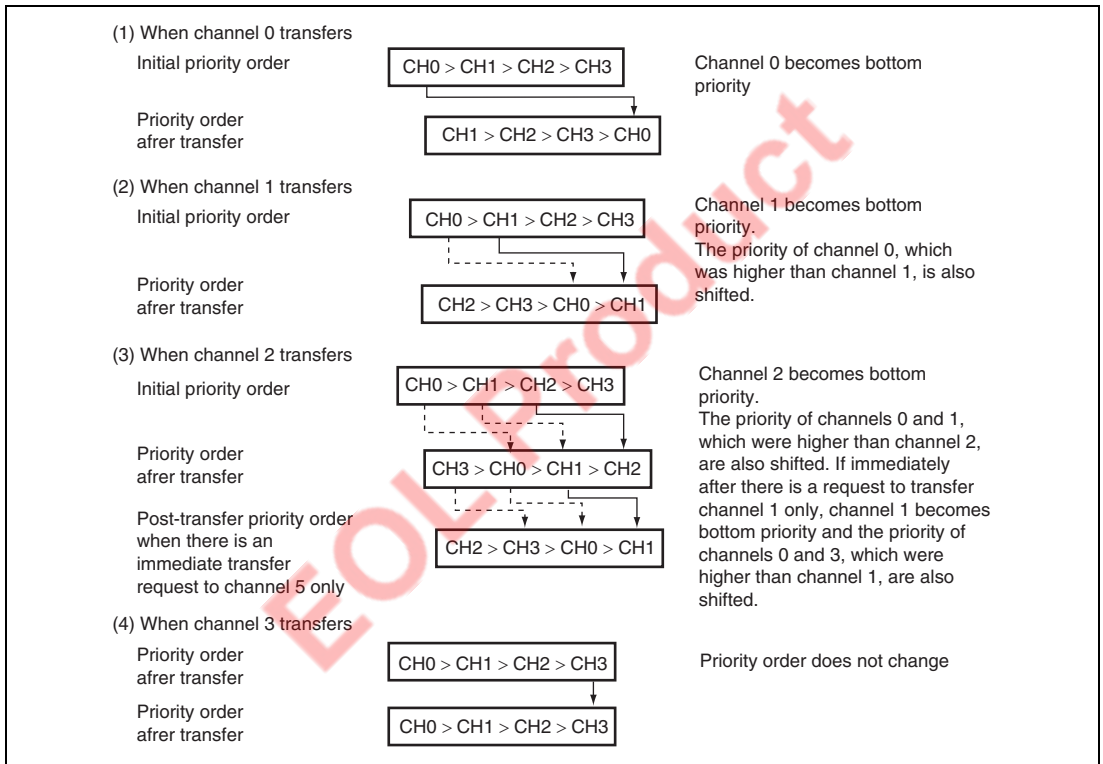 (1) When channel 0 transfers
Initial priority order
CH0 > CH1 > CH2 > CH3
Channel 0 becomes bottom
priority
Priority order
afrer transfer
CH1 > CH2 > CH3 > CH0
(2) When channel 1 transfers
Initial priority order
CH0 > CH1 > CH2 > CH3
Channel 1 becomes bottom
priority.
The priority of channel 0, which
was higher than channel 1, is also
shifted.
Priority order
afrer transfer
CH2 > CH3 > CH0 > CH1
(3) When channel 2 transfers
Initial priority order
CH0 > CH1 > CH2 > CH3
Channel 2 becomes bottom
priority.
The priority of channels 0 and 1,
which were higher than channel 2,
are also shifted. If immediately
after there is a request to transfer
channel 1 only, channel 1 becomes
bottom priority and the priority of
channels 0 and 3, which were
higher than channel 1, are also
shifted.
Priority order
afrer transfer
CH3 > CH0 > CH1 > CH2
Post-transfer priority order
when there is an
immediate transfer
request to channel 5 only
CH2 > CH3 > CH0 > CH1
(4) When channel 3 transfers
Priority order
afrer transfer
CH0 > CH1 > CH2 > CH3
Priority order does not change
Priority order
afrer transfer
CH0 > CH1 > CH2 > CH3
EOL Product